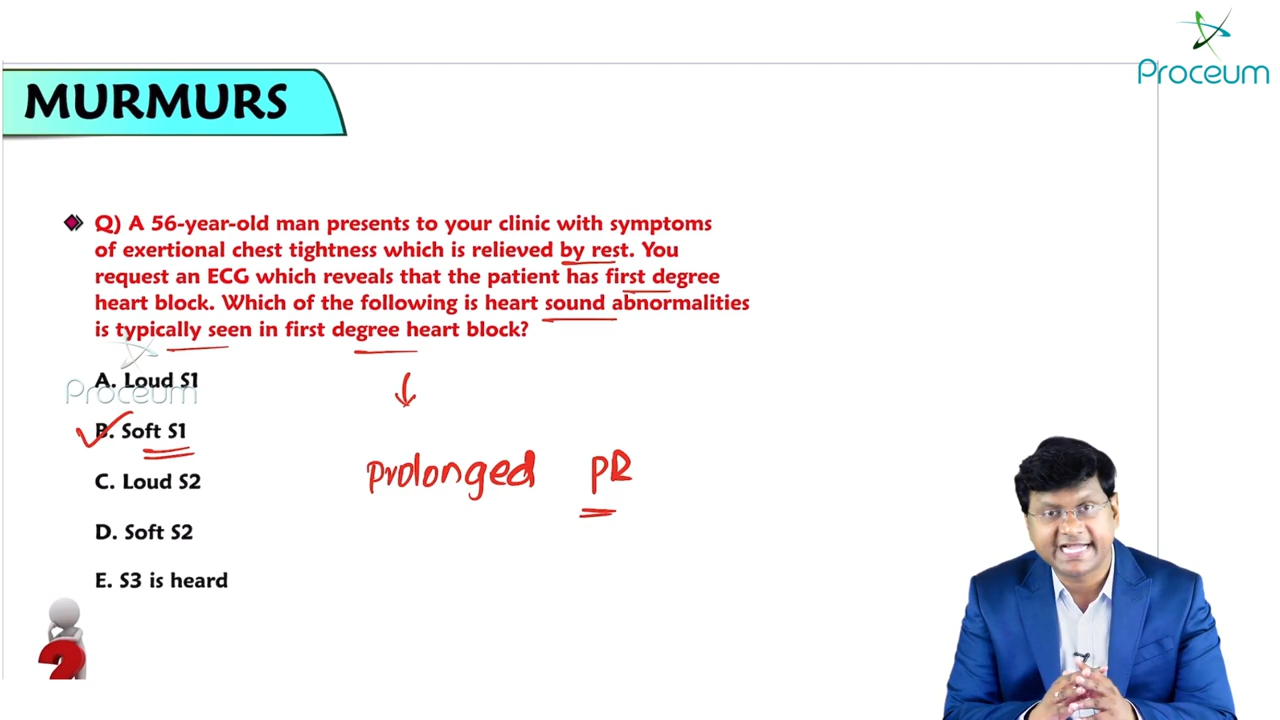 Proceum
MURMURS
Q) A 56-year-old man presents to your clinic with symptoms
of exertional chest tightness which is relieved by rest. You
request an ECG which reveals that the patient has first degree
heart block. Which of the following is heart sound abnormalities
is typically seen in first degree heart block?
A. Loud S1
Proceum
B. Soft S1
Prolonged PR
C. Loud S2
D. Soft S2
E. S3 is heard